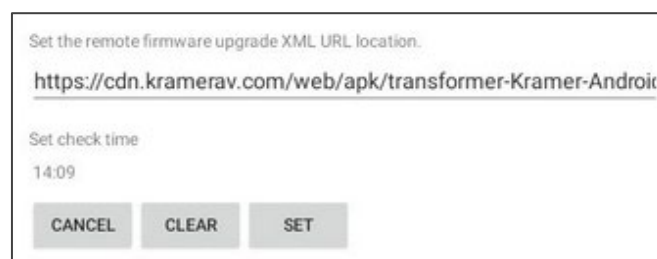 Set the remote firmware upgrade XML URL location.
https://cdn.kramerav.com/web/apk/transformer-Kramer-Android
Set check time
14:09
CANCEL CLEAR SET